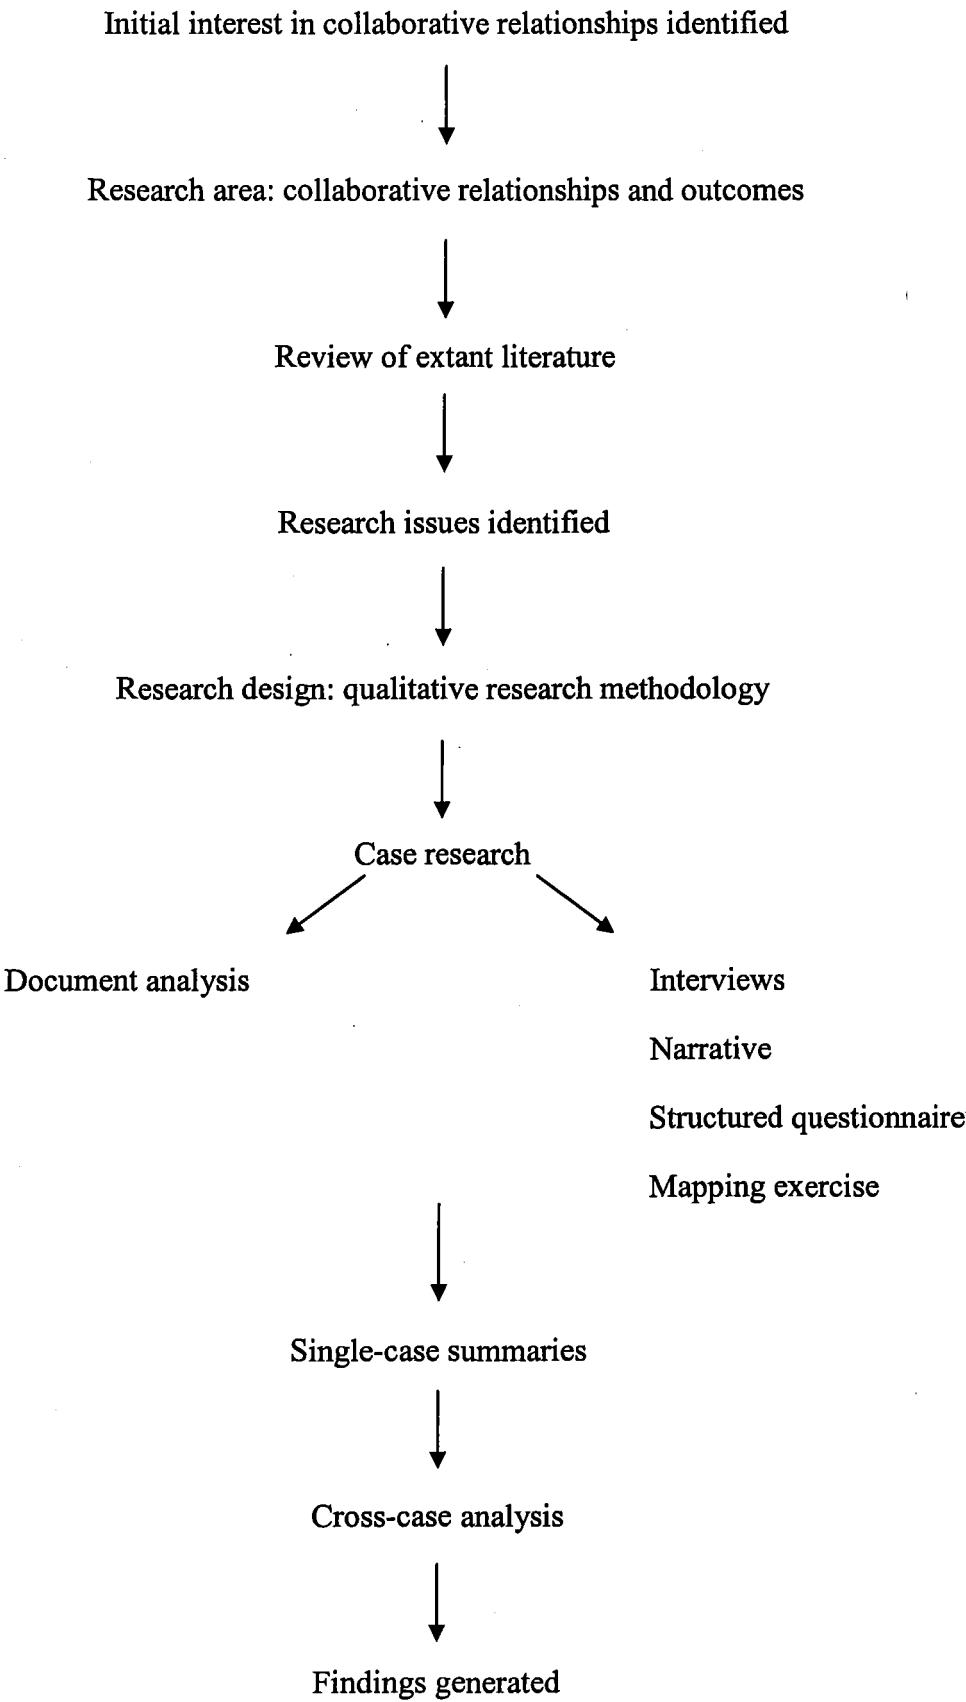 Initial interest in collaborative relationships identified
Research area: collaborative relationships and outcomes
Review of extant literature
Research issues identified
Research design: qualitative research methodology
Case research
Document analysis
Interviews
Narrative
Structured questionnaire
Mapping exercise
Single-case summaries
Cross-case analysis
Findings generated